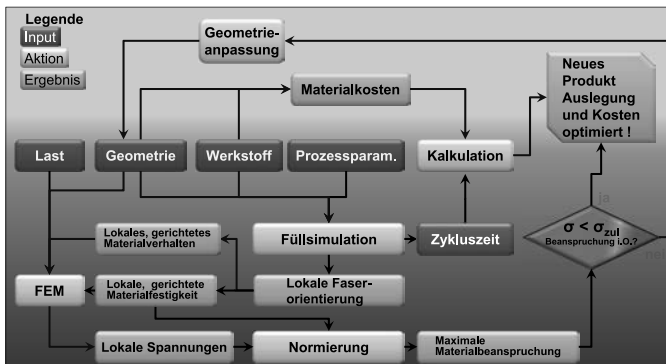 Legende
Input
Aktion
Ergebnis
Geometrie-
anpassung
Neues
Produkt
Auslegung
und Kosten
optimiert !
Materialkosten
Last
Geometrie
Werkstoff
Prozessparam.
Kalkulation
ja
Lokales, gerichtetes
Materialverhalten
Füllsimulation
Zykluszeit
σ < σzul
Beanspruchung i.O.?
nein
FEM
Lokale, gerichtete
Materialfestigkeit
Lokale Faser-
orientierung
Lokale Spannungen
Normierung
Maximale
Materialbeanspruchung